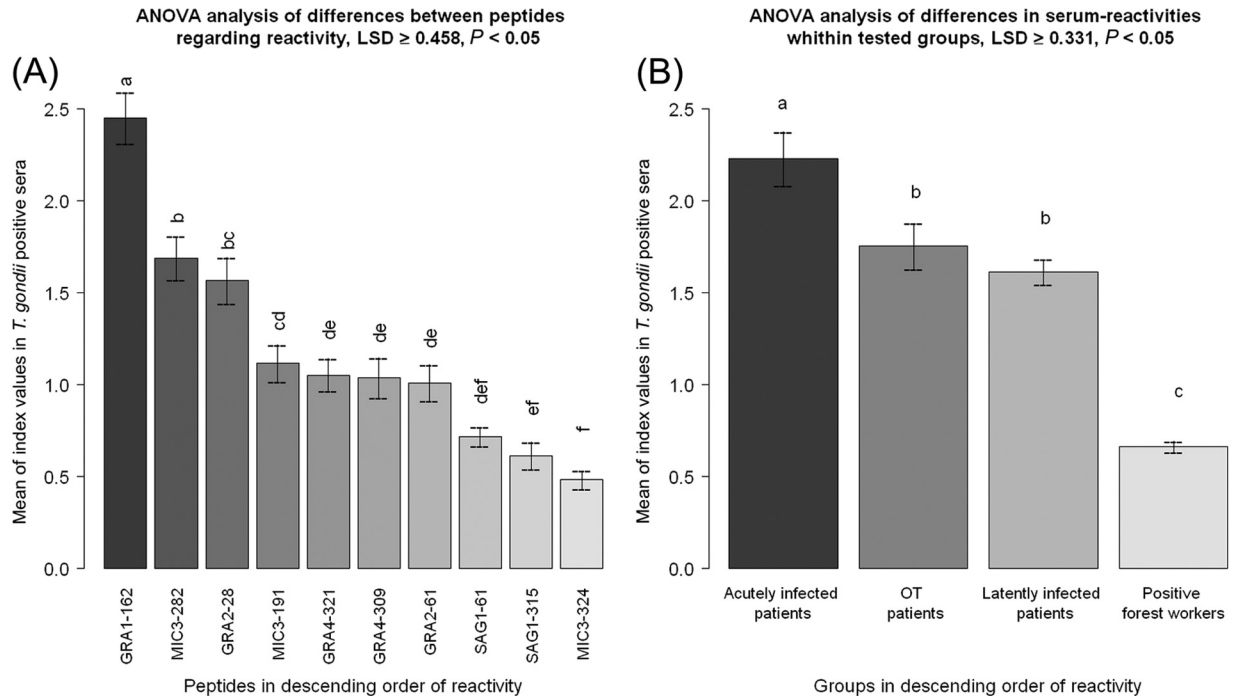 ANOVA analysis of differences between peptides
regarding reactivity, LSD ≥ 0.458, P < 0.05
(A)
Mean of index values in T. gondii positive sera
2.5
2.0
1.5
1.0
0.5
0.0
a
b
bc
cd
de
de
de
def
ef
f
GRA1-162
MIC3-282
GRA2-28
MIC3-191
GRA4-321
GRA4-309
GRA2-61
SAG1-61
SAG1-315
MIC3-324
Peptides in descending order of reactivity
ANOVA analysis of differences in serum-reactivities
whithin tested groups, LSD ≥ 0.331, P < 0.05
(B)
Mean of index values in T. gondii positive sera
2.5
2.0
1.5
1.0
0.5
0.0
a
b
b
c
Acutely infected
patients
OT
patients
Latently infected
patients
Positive
forest workers
Groups in descending order of reactivity